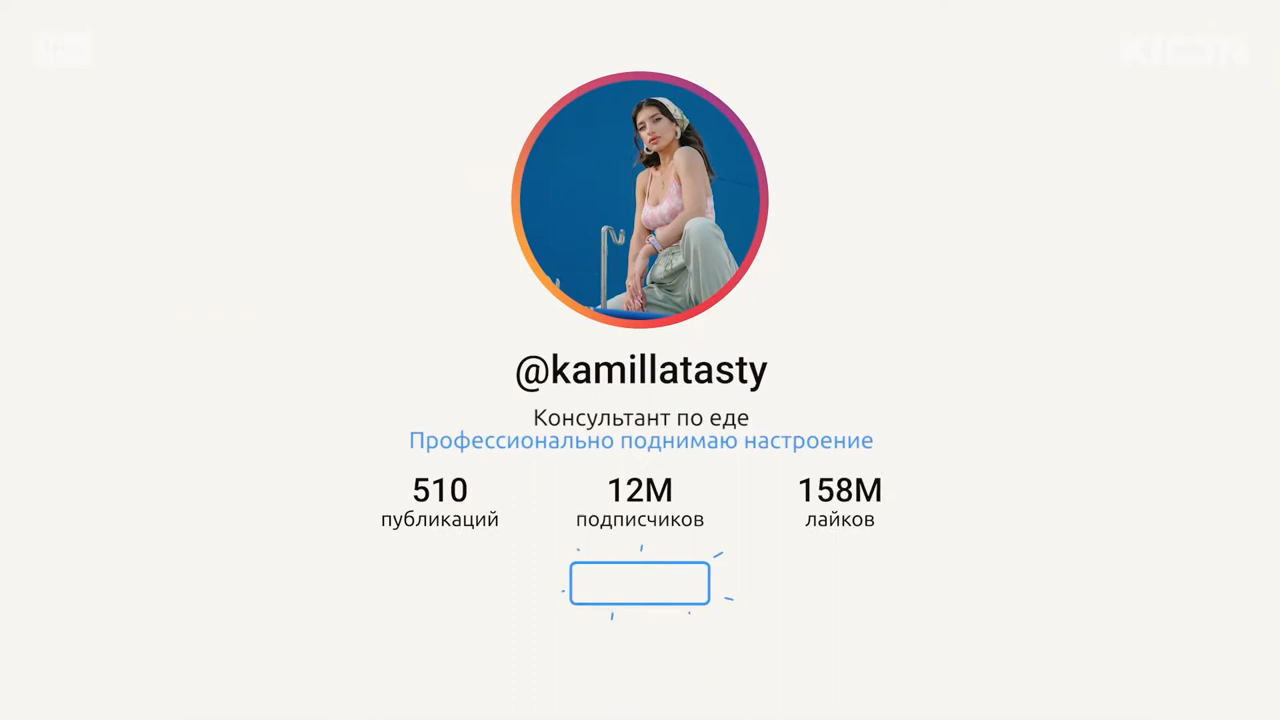 @kamillatasty
Консультант по еде
Профессионально поднимаю настроение
510 12M 158M
публикаций подписчиков лайков